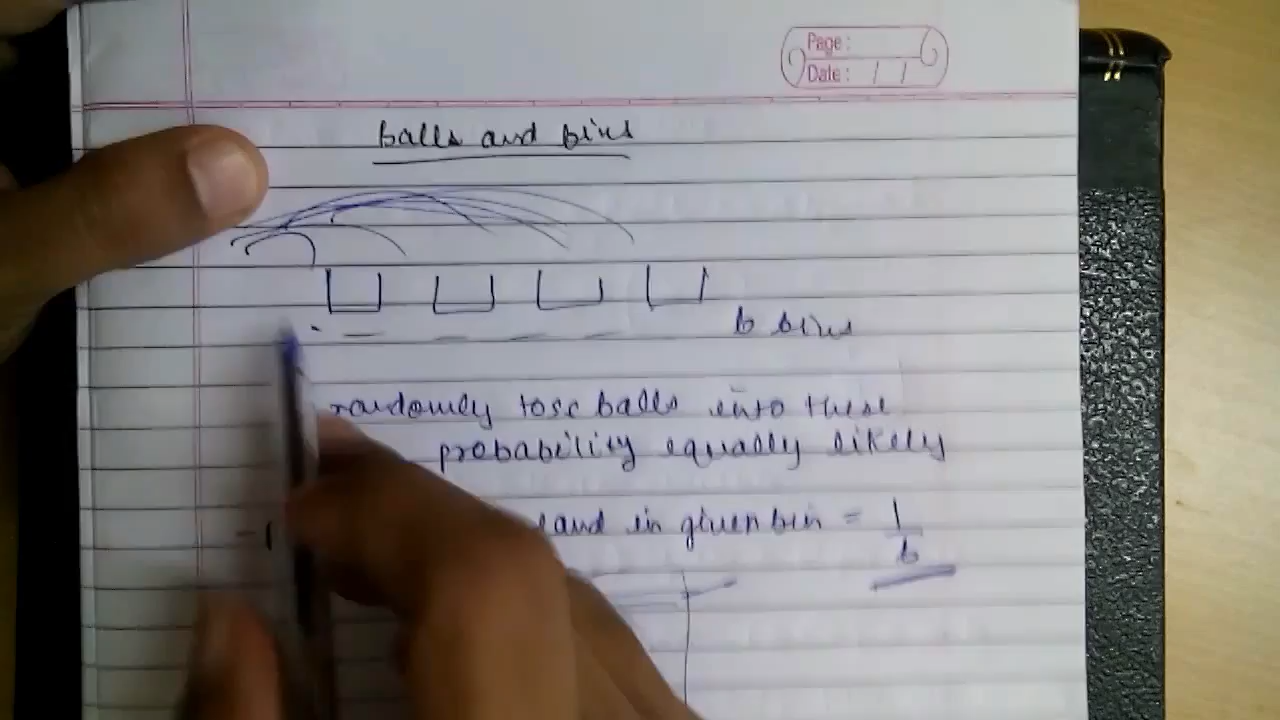 Page :
Date : / /
balls and bins
b bins
randomly toss balls into these
probability equally likely
land in given bin = 1/b